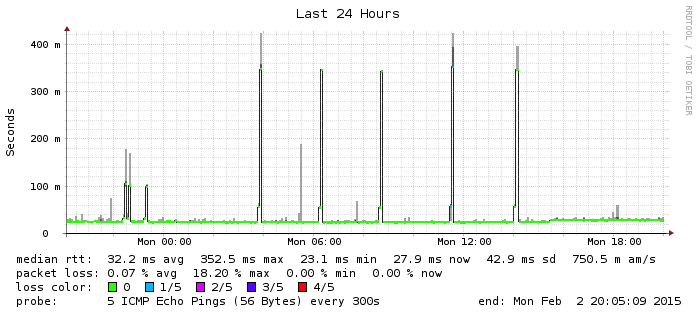 Last 24 Hours
RRDTOOL / TOBI OETIKER
Seconds
400 m
300 m
200 m
100 m
0
Mon 00:00 Mon 06:00 Mon 12:00 Mon 18:00
median rtt: 32.2 ms avg 352.5 ms max 23.1 ms min 27.9 ms now 42.9 ms sd 750.5 m am/s
packet loss: 0.07 % avg 18.20 % max 0.00 % min 0.00 % now
loss color: 0 1/5 2/5 3/5 4/5
probe: 5 ICMP Echo Pings (56 Bytes) every 300s end: Mon Feb 2 20:05:09 2015